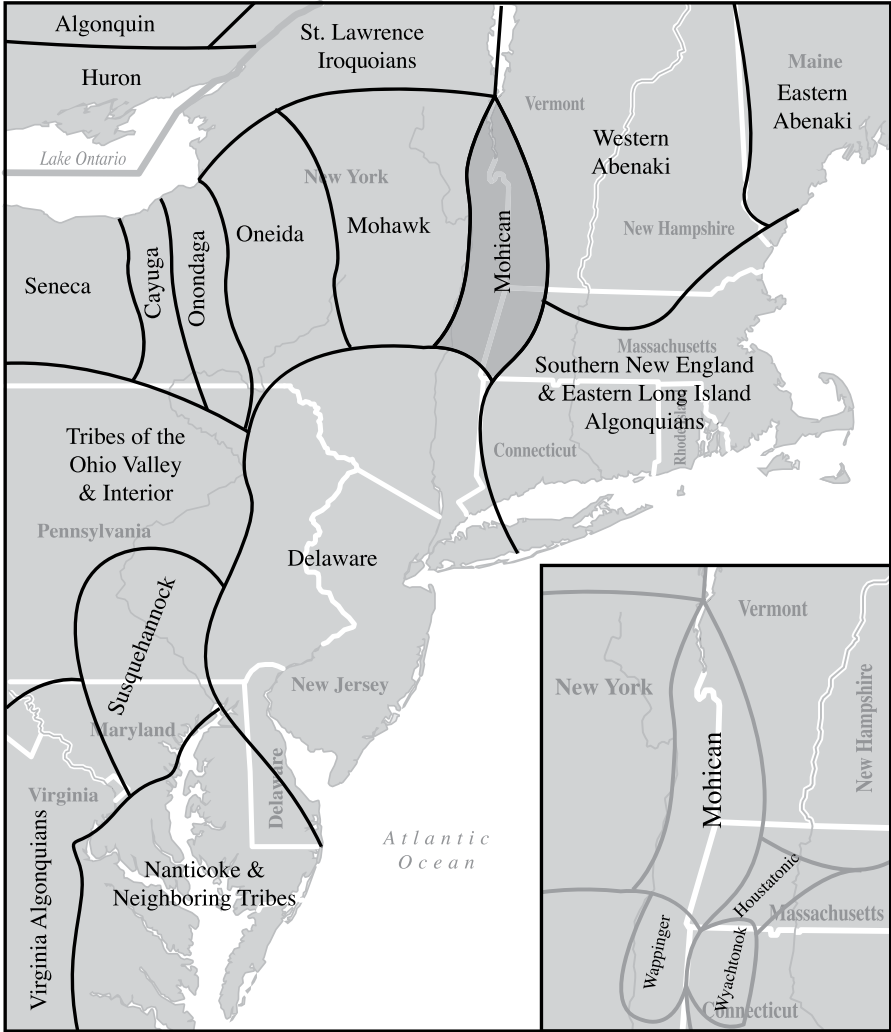 Algonquin
Huron
St. Lawrence
Iroquoians
Maine
Eastern
Abenaki
Vermont
Western
Abenaki
Lake Ontario
New York
Oneida
Mohawk
Mohican
New Hampshire
Seneca
Cayuga
Onondaga
Massachusetts
Southern New England
& Eastern Long Island
Algonquians
Rhode Island
Connecticut
Tribes of the
Ohio Valley
& Interior
Pennsylvania
Delaware
Susquehannock
New Jersey
Maryland
Delaware
Virginia
Virginia Algonquians
Nanticoke &
Neighboring Tribes
Atlantic
Ocean
Vermont
New York
New Hampshire
Mohican
Houstatonic
Massachusetts
Wappinger
Wyachtonok
Connecticut